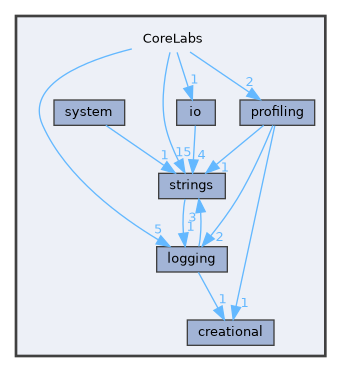 CoreLabs
1
2
system
io
profiling
1
15
4
1
strings
3
1
5
2
logging
1
1
creational